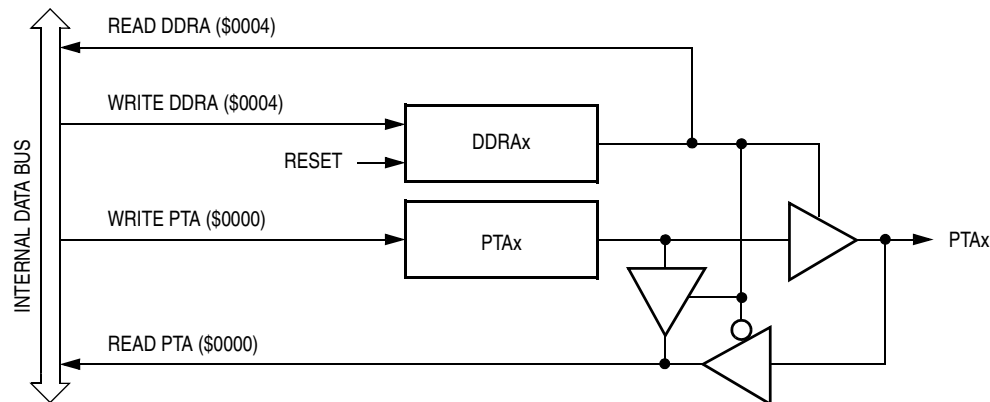 READ DDRA ($0004)
WRITE DDRA ($0004)
DDRAx
RESET
WRITE PTA ($0000)
PTAx
PTAx
READ PTA ($0000)
INTERNAL DATA BUS